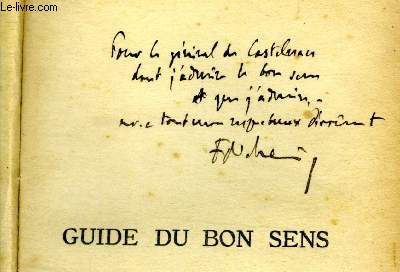 Le-livre.com
Pour le général de Castelnau
dont j'admire le bon sens
et que j'admire,
avec tout mon respectueux dévouement
GUIDE DU BON SENS